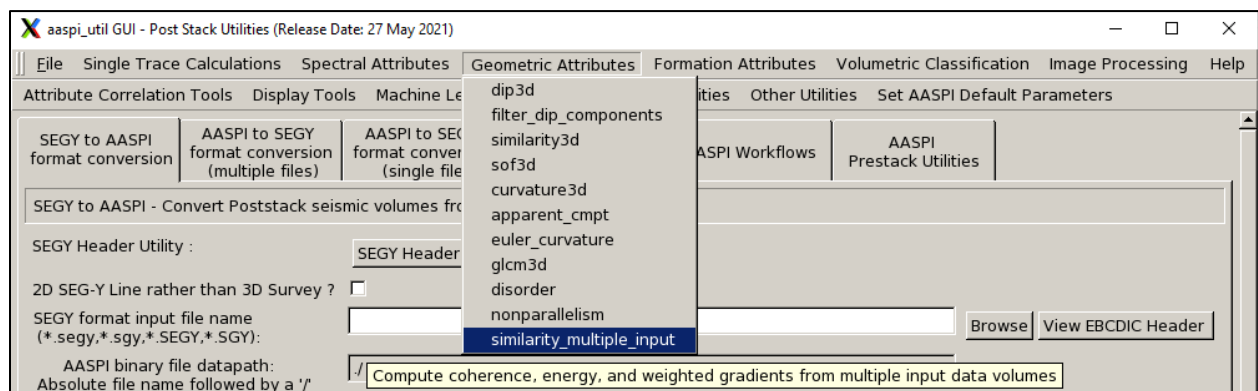 aaspi_util GUI - Post Stack Utilities (Release Date: 27 May 2021)
File Single Trace Calculations Spectral Attributes Geometric Attributes Formation Attributes Volumetric Classification Image Processing Help
Attribute Correlation Tools Display Tools Machine Le ities Other Utilities Set AASPI Default Parameters
dip3d
filter_dip_components
similarity3d
sof3d
curvature3d
apparent_cmpt
euler_curvature
glcm3d
disorder
nonparallelism
similarity_multiple_input
SEGY to AASPI
format conversion
AASPI to SEGY
format conversion
(multiple files)
AASPI to SEG
format conver
(single file
ASPI Workflows
AASPI
Prestack Utilities
SEGY to AASPI - Convert Poststack seismic volumes fro
SEGY Header Utility :
SEGY Header
2D SEG-Y Line rather than 3D Survey ?
SEGY format input file name
(*.segy,*.sgy,*.SEGY,*.SGY):
Browse View EBCDIC Header
AASPI binary file datapath:
Absolute file name followed by a '/'
./
Compute coherence, energy, and weighted gradients from multiple input data volumes